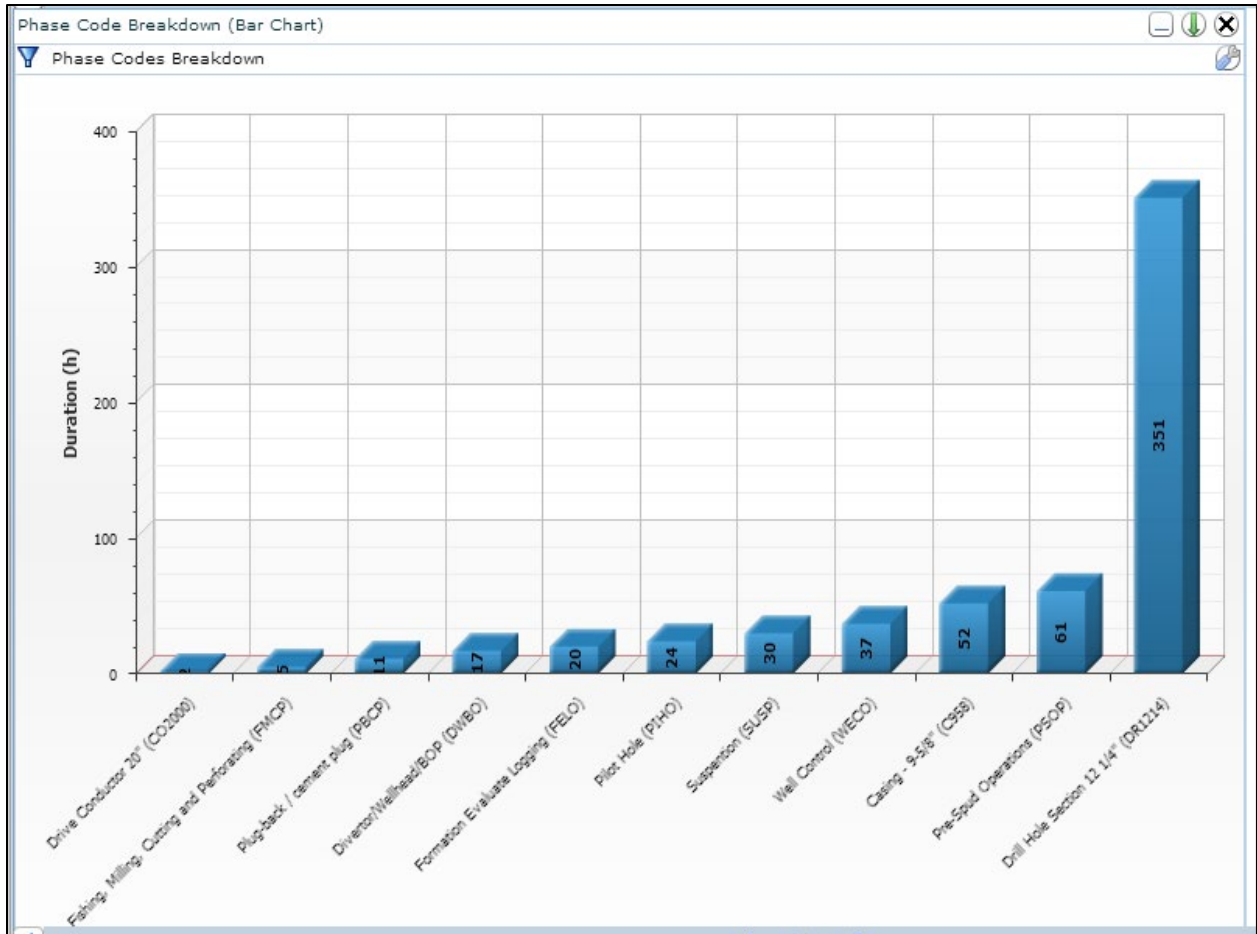 Phase Code Breakdown (Bar Chart)
Phase Codes Breakdown
400
300
200
100
0
Duration (h)
2
5
11
17
20
24
30
37
52
61
351
Drive Conductor 20" (CO2000)
Fishing, Milling, Cutting and Perforating (FMCP)
Plug-back / cement plug (PBCP)
Divertor/Wellhead/BOP (DWBO)
Formation Evaluate Logging (FELO)
Pilot Hole (PIHO)
Suspention (SUSP)
Well Control (WECO)
Casing - 9-5/8" (C958)
Pre-Spud Operations (PSOP)
Drill Hole Section 12 1/4" (DR1214)